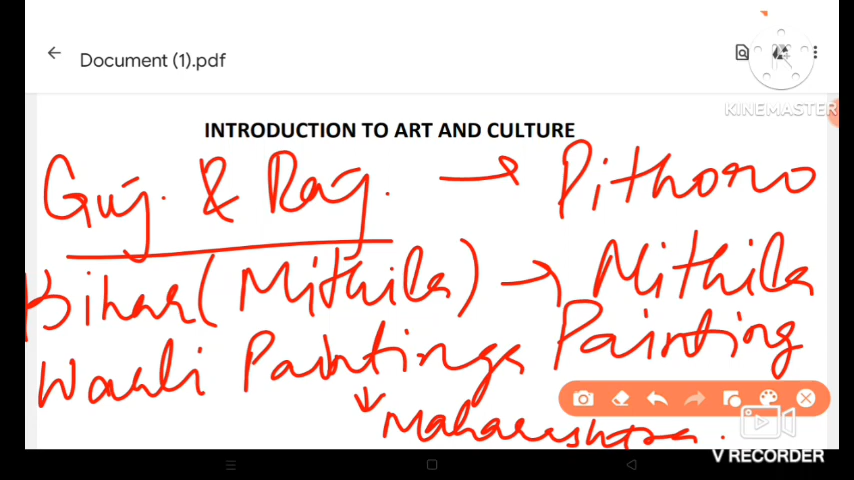 Document (1).pdf
KINEMASTER
INTRODUCTION TO ART AND CULTURE
Guj. & Raj. → Pithoro
Bihar (Mithila) → Mithila Painting
Warli Paintings
↓
Maharashtra.
V RECORDER